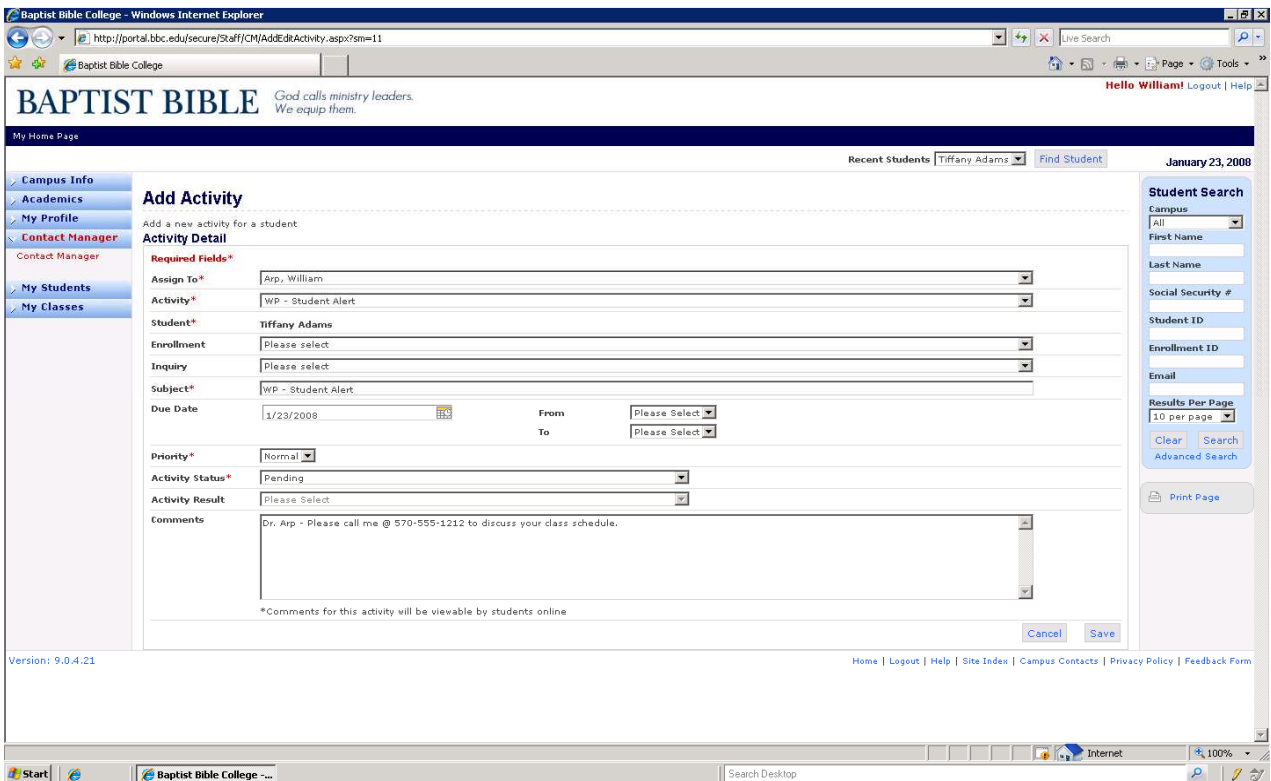 Baptist Bible College - Windows Internet Explorer
http://portal.bbc.edu/secure/Staff/CM/AddEditActivity.aspx?sm=11
Live Search
Baptist Bible College
Page Tools
Hello William! Logout | Help
BAPTIST BIBLE
God calls ministry leaders.
We equip them.
My Home Page
Recent Students Tiffany Adams Find Student
January 23, 2008
Campus Info
Academics
My Profile
Contact Manager
Contact Manager
My Students
My Classes
Add Activity
Add a new activity for a student
Activity Detail
Required Fields*
Assign To* Arp, William
Activity* WP - Student Alert
Student* Tiffany Adams
Enrollment Please select
Inquiry Please select
Subject* WP - Student Alert
Due Date 1/23/2008 From Please Select
To Please Select
Priority* Normal
Activity Status* Pending
Activity Result Please Select
Comments Dr. Arp - Please call me @ 570-555-1212 to discuss your class schedule.
*Comments for this activity will be viewable by students online
Cancel Save
Student Search
Campus
All
First Name
Last Name
Social Security #
Student ID
Enrollment ID
Email
Results Per Page
10 per page
Clear Search
Advanced Search
Print Page
Version: 9.0.4.21
Home | Logout | Help | Site Index | Campus Contacts | Privacy Policy | Feedback Form
Internet 100%
Start Baptist Bible College -... Search Desktop